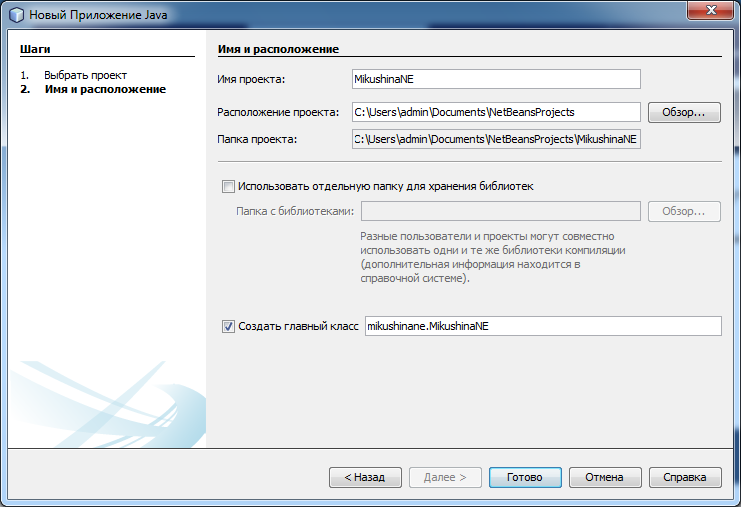 Новый Приложение Java
Шаги
1. Выбрать проект
2. Имя и расположение
Имя и расположение
Имя проекта: MikushinaNE
Расположение проекта: C:\Users\admin\Documents\NetBeansProjects Обзор...
Папка проекта: C:\Users\admin\Documents\NetBeansProjects\MikushinaNE
Использовать отдельную папку для хранения библиотек
Папка с библиотеками: Обзор...
Разные пользователи и проекты могут совместно
использовать одни и те же библиотеки компиляции
(дополнительная информация находится в
справочной системе).
Создать главный класс mikushinane.MikushinaNE
< Назад Далее > Готово Отмена Справка